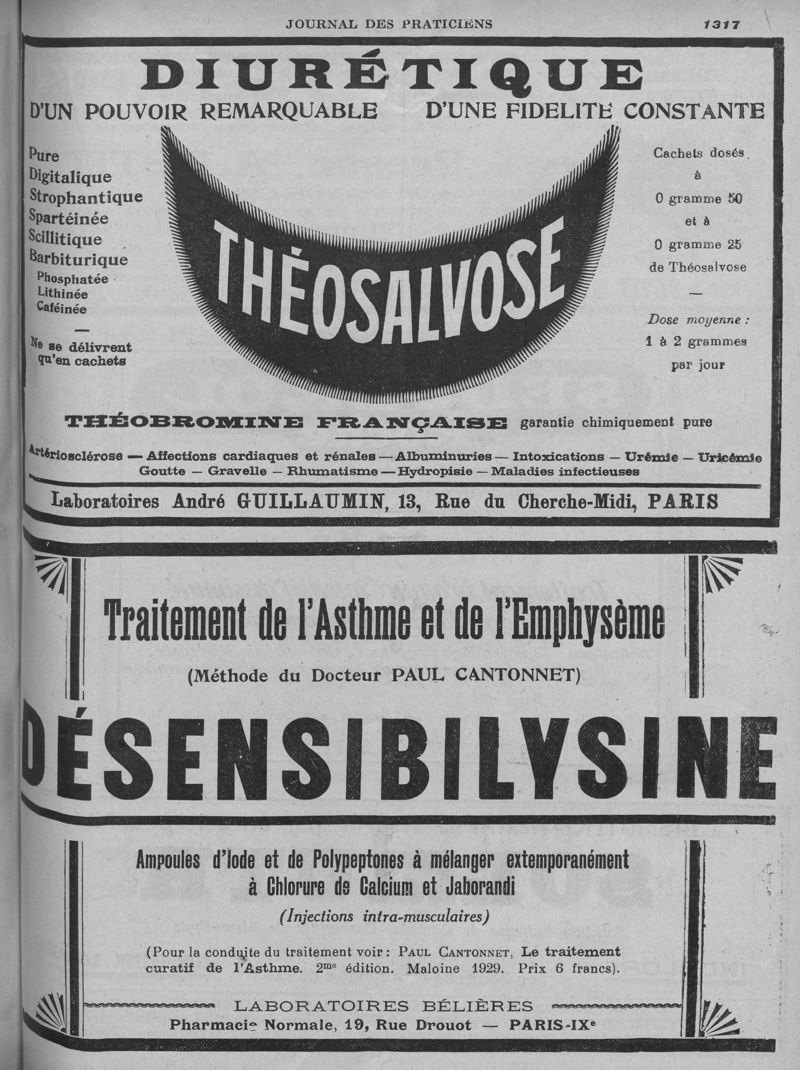 JOURNAL DES PRATICIENS 1317
DIURÉTIQUE
D'UN POUVOIR REMARQUABLE D'UNE FIDELITÉ CONSTANTE
Pure
Digitalique
Strophantique
Spartéinée
Scillitique
Barbiturique
Phosphatée
Lithinée
Caféinée
—
Ne se délivrent
qu'en cachets
THÉOSALVOSE
Cachets dosés
à
0 gramme 50
et à
0 gramme 25
de Théosalvose
—
Dose moyenne :
1 à 2 grammes
par jour
THÉOBROMINE FRANÇAISE garantie chimiquement pure
Artériosclérose — Affections cardiaques et rénales — Albuminuries — Intoxications — Urémie — Uricémie
Goutte — Gravelle — Rhumatisme — Hydropisie — Maladies infectieuses
Laboratoires André GUILLAUMIN, 13, Rue du Cherche-Midi, PARIS
Traitement de l'Asthme et de l'Emphysème
(Méthode du Docteur PAUL CANTONNET)
DÉSENSIBILYSINE
Ampoules d'Iode et de Polypeptones à mélanger extemporanément
à Chlorure de Calcium et Jaborandi
(Injections intra-musculaires)
(Pour la conduite du traitement voir : PAUL CANTONNET, Le traitement
curatif de l'Asthme. 2me édition. Maloine 1929. Prix 6 francs).
LABORATOIRES BÉLIÈRES
Pharmacie Normale, 19, Rue Drouot — PARIS-IXe